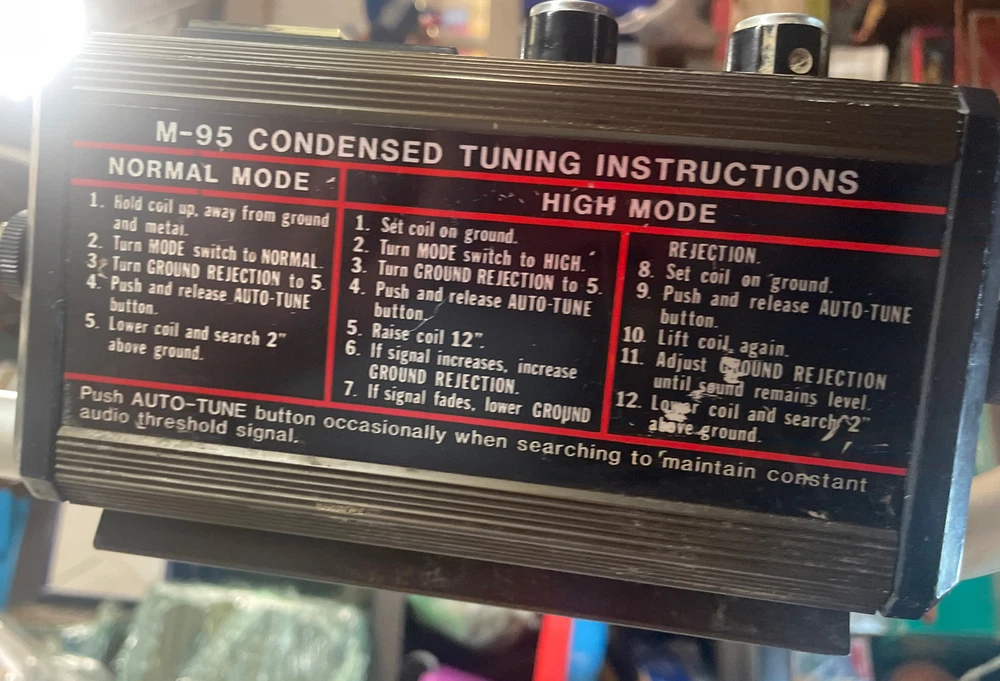 M-95 CONDENSED TUNING INSTRUCTIONS
NORMAL MODE
1. Hold coil up, away from ground
and metal.
2. Turn MODE switch to NORMAL.
3. Turn GROUND REJECTION to 5.
4. Push and release AUTO-TUNE
button.
5. Lower coil and search 2"
above ground.
HIGH MODE
1. Set coil on ground.
2. Turn MODE switch to HIGH.
3. Turn GROUND REJECTION to 5.
4. Push and release AUTO-TUNE
button.
5. Raise coil 12".
6. If signal increases, increase
GROUND REJECTION.
7. If signal fades, lower GROUND
REJECTION.
8. Set coil on ground.
9. Push and release AUTO-TUNE
button.
10. Lift coil again.
11. Adjust GROUND REJECTION
until sound remains level.
12. Lower coil and search 2"
above ground.
Push AUTO-TUNE button occasionally when searching to maintain constant
audio threshold signal.